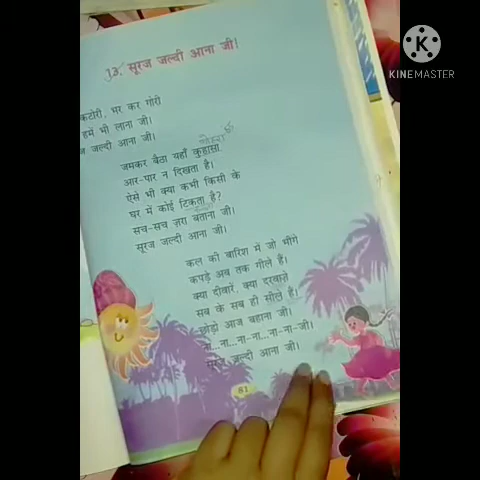 13. सूरज जल्दी आना जी।
कटोरी, भर कर गोरी
हमें भी लाना जी।
जल्दी आना जी।
जमकर बैठा यहाँ कुहासा
आर-पार न दिखता है।
ऐसे भी क्या कभी किसी के
घर में कोई टिकता है?
सच-सच ज़रा बताना जी।
सूरज जल्दी आना जी।
कल की बारिश में जो भीगे
कपड़े अब तक गीले हैं।
क्या दीवारें, क्या दरवाज़े
सब के सब ही सीले हैं।
छोड़ो आज बहाना जी।
ना...ना-ना...ना-ना-जी।
सूरज जल्दी आना जी।
81
K
KINEMASTER